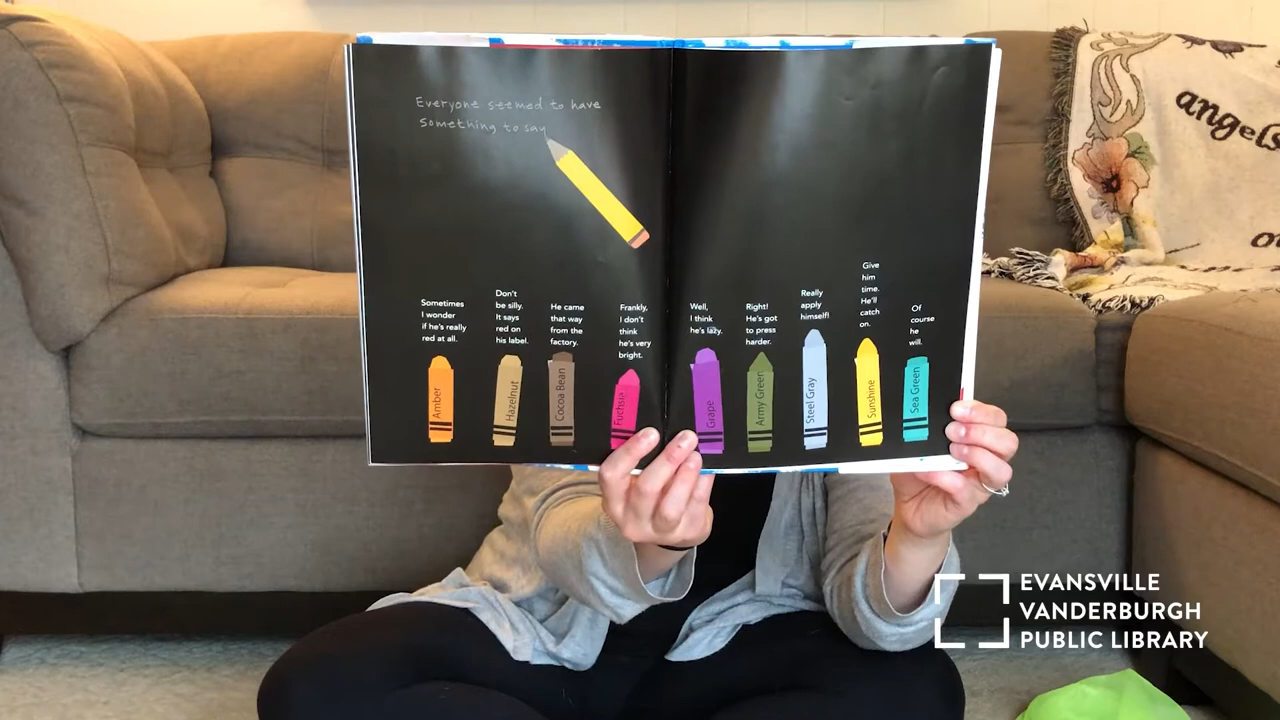 Everyone seemed to have
something to say
Sometimes
I wonder
if he's really
red at all.
Don't
be silly.
It says
red on
his label.
He came
that way
from the
factory.
Frankly,
I don't
think
he's very
bright.
Well,
I think
he's lazy.
Right!
He's got
to press
harder.
Really
apply
himself!
Give
him
time.
He'll
catch
on.
Of
course
he
will.
Amber
Hazelnut
Cocoa Bean
Fuchsia
Grape
Army Green
Steel Gray
Sunshine
Sea Green
angels
EVANSVILLE
VANDERBURGH
PUBLIC LIBRARY